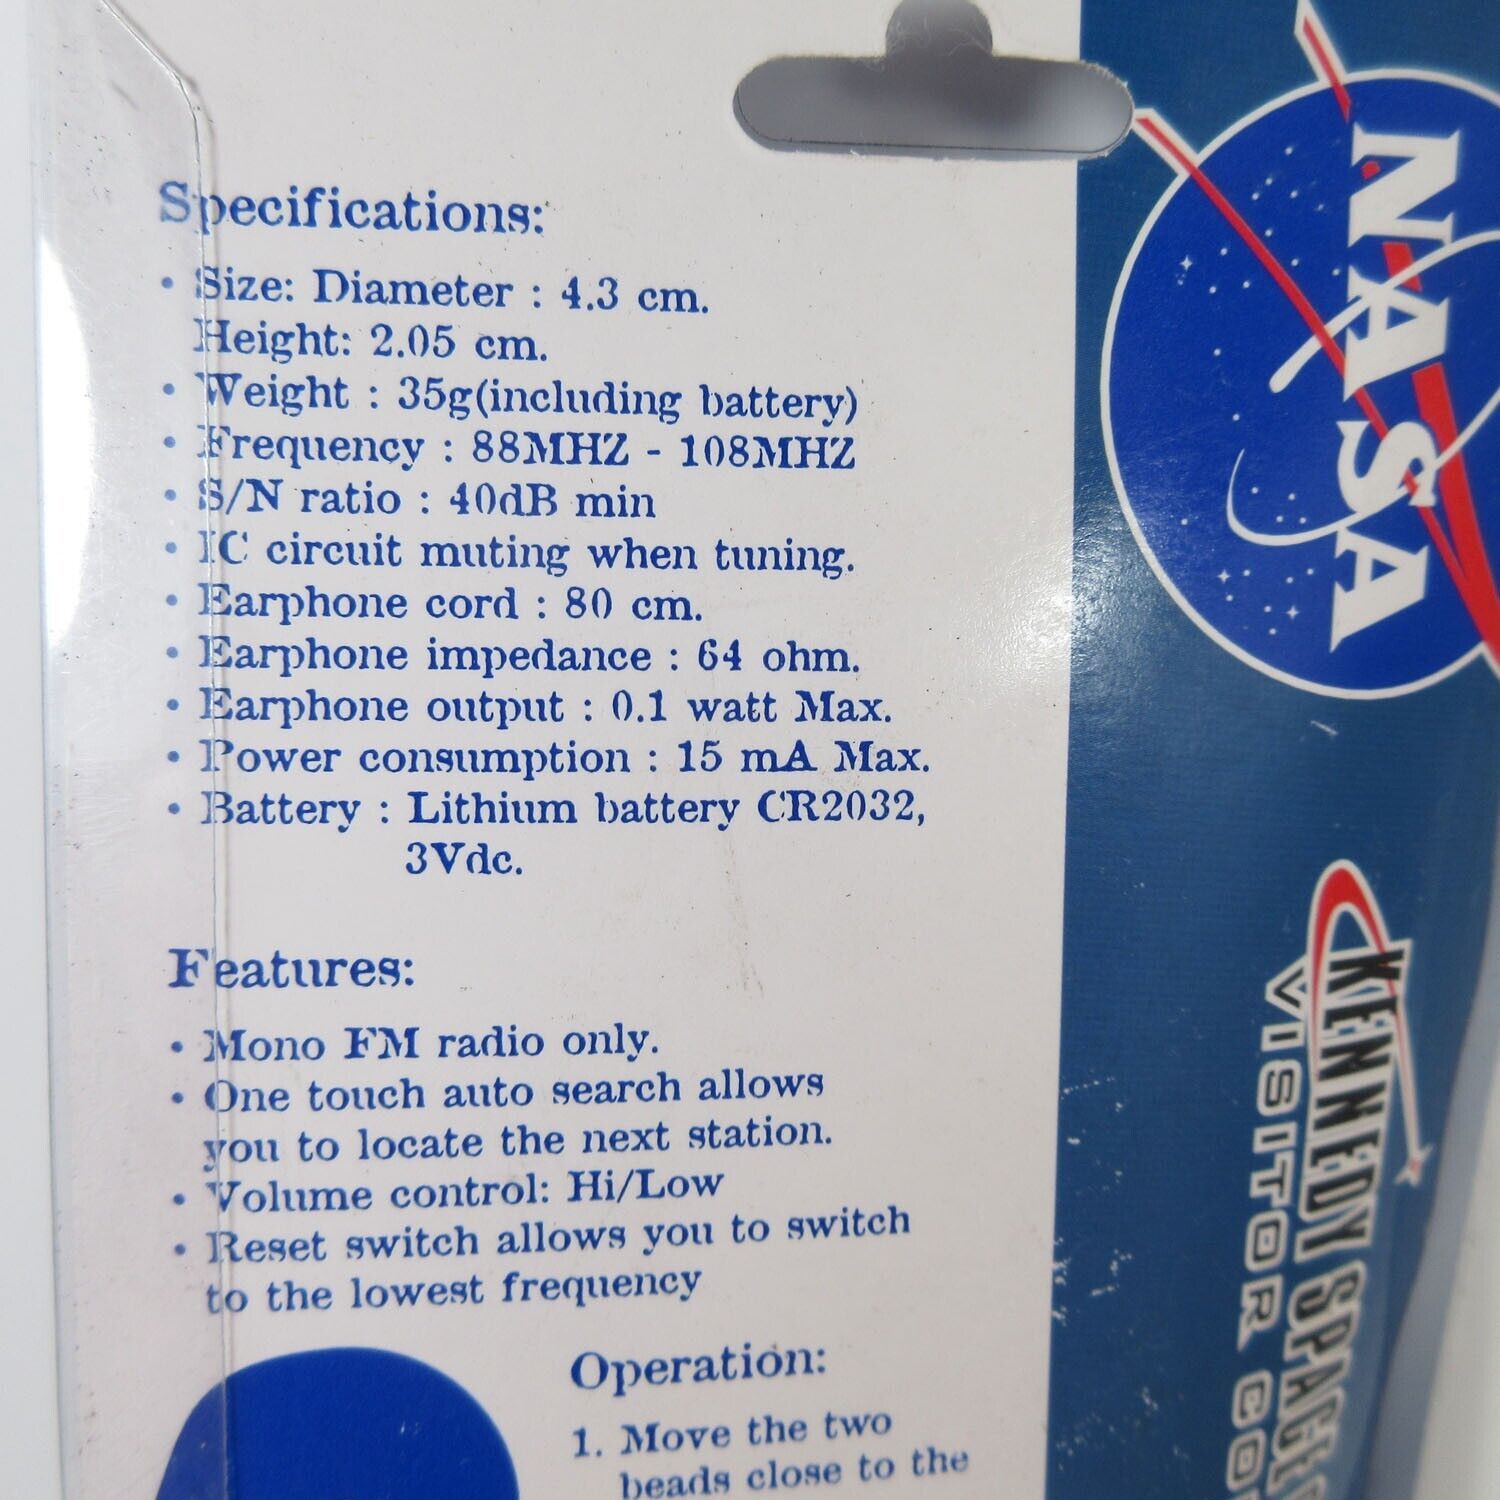 Specifications:
• Size: Diameter : 4.3 cm.
Height: 2.05 cm.
• Weight : 35g(including battery)
• Frequency : 88MHZ - 108MHZ
• S/N ratio : 40dB min
• IC circuit muting when tuning.
• Earphone cord : 80 cm.
• Earphone impedance : 64 ohm.
• Earphone output : 0.1 watt Max.
• Power consumption : 15 mA Max.
• Battery : Lithium battery CR2032,
3Vdc.
Features:
• Mono FM radio only.
• One touch auto search allows
you to locate the next station.
• Volume control: Hi/Low
• Reset switch allows you to switch
to the lowest frequency
Operation:
1. Move the two
beads close to the
NASA
KENNEDY SPACE
VISITOR